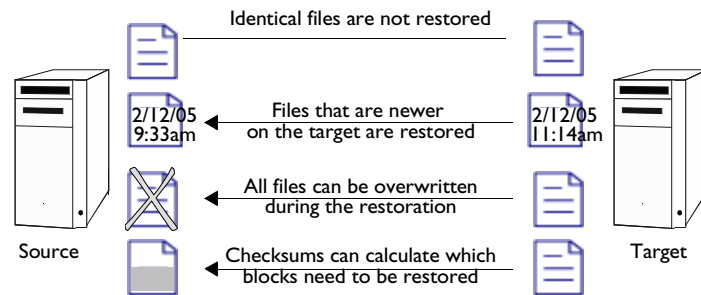 Identical files are not restored
2/12/05
9:33am
Files that are newer
on the target are restored
2/12/05
11:14am
All files can be overwritten
during the restoration
Source
Checksums can calculate which
blocks need to be restored
Target